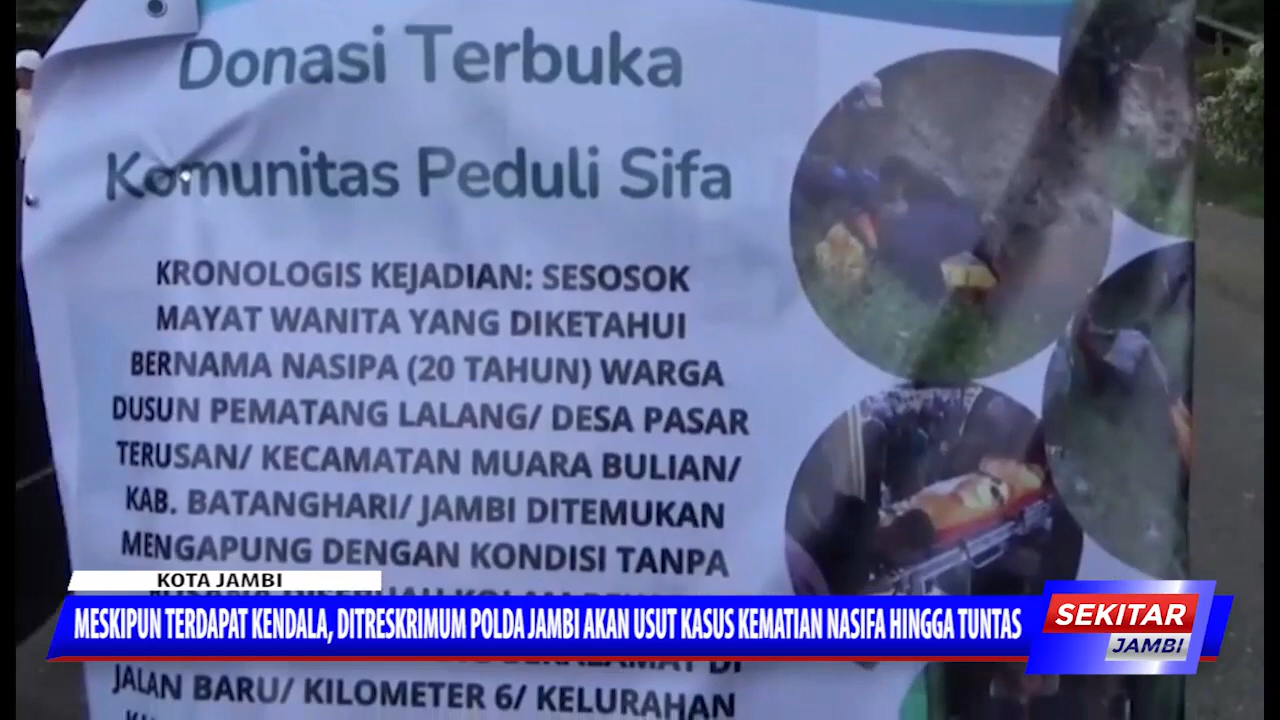 Donasi Terbuka
Komunitas Peduli Sifa
KRONOLOGIS KEJADIAN: SESOSOK
MAYAT WANITA YANG DIKETAHUI
BERNAMA NASIPA (20 TAHUN) WARGA
DUSUN PEMATANG LALANG/ DESA PASAR
TERUSAN/ KECAMATAN MUARA BULIAN/
KAB. BATANGHARI/ JAMBI DITEMUKAN
MENGAPUNG DENGAN KONDISI TANPA
KOTA JAMBI
MESKIPUN TERDAPAT KENDALA, DITRESKRIMUM POLDA JAMBI AKAN USUT KASUS KEMATIAN NASIFA HINGGA TUNTAS
SEKITAR
JAMBI
JALAN BARU/ KILOMETER 6/ KELURAHAN